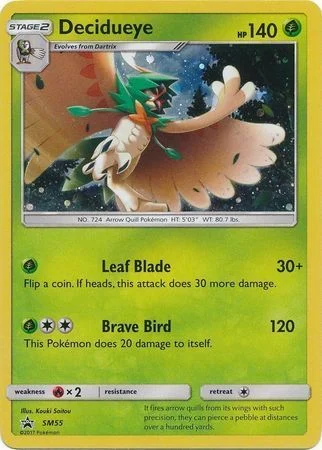 STAGE2
Decidueye
HP 140
Evolves from Dartrix
NO. 724 Arrow Quill Pokémon HT: 5'03" WT: 80.7 lbs.
Leaf Blade 30+
Flip a coin. If heads, this attack does 30 more damage.
Brave Bird 120
This Pokémon does 20 damage to itself.
weakness × 2 resistance retreat
Illus. Kouki Saitou
SM55
©2017 Pokémon
It fires arrow quills from its wings with such
precision, they can pierce a pebble at distances
over a hundred yards.